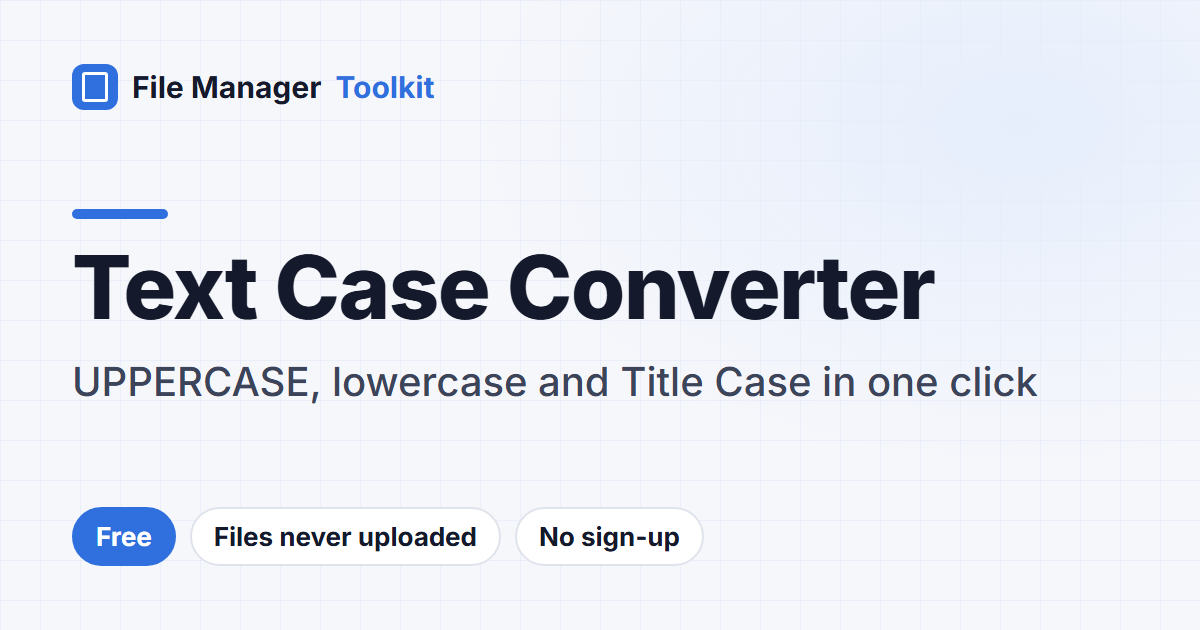 File Manager Toolkit
Text Case Converter
UPPERCASE, lowercase and Title Case in one click
Free
Files never uploaded
No sign-up